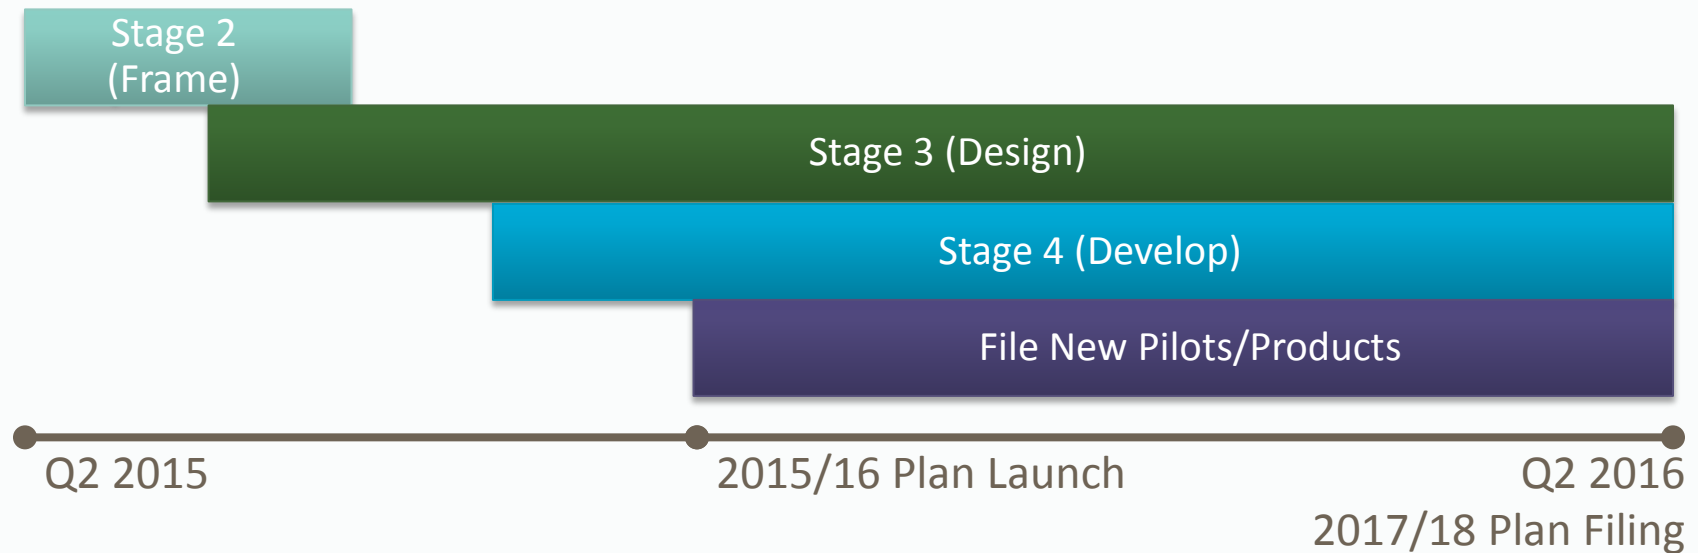 Stage 2
(Frame)
Stage 3 (Design)
Stage 4 (Develop)
File New Pilots/Products
Q2 2015
2015/16 Plan Launch
Q2 2016
2017/18 Plan Filing